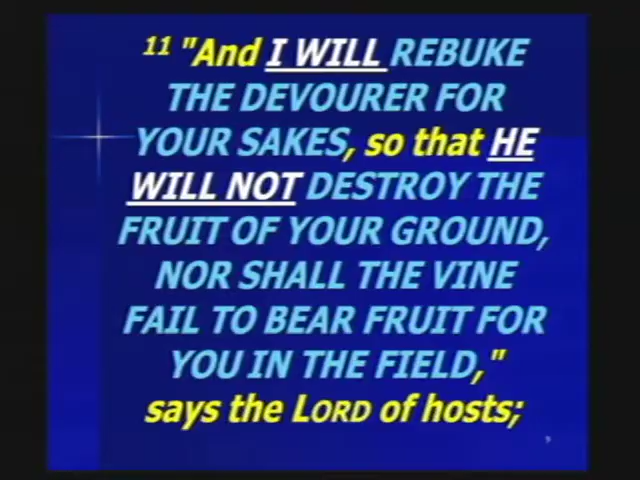 11 "And I WILL REBUKE
THE DEVOURER FOR
YOUR SAKES, so that HE
WILL NOT DESTROY THE
FRUIT OF YOUR GROUND,
NOR SHALL THE VINE
FAIL TO BEAR FRUIT FOR
YOU IN THE FIELD,"
says the LORD of hosts;